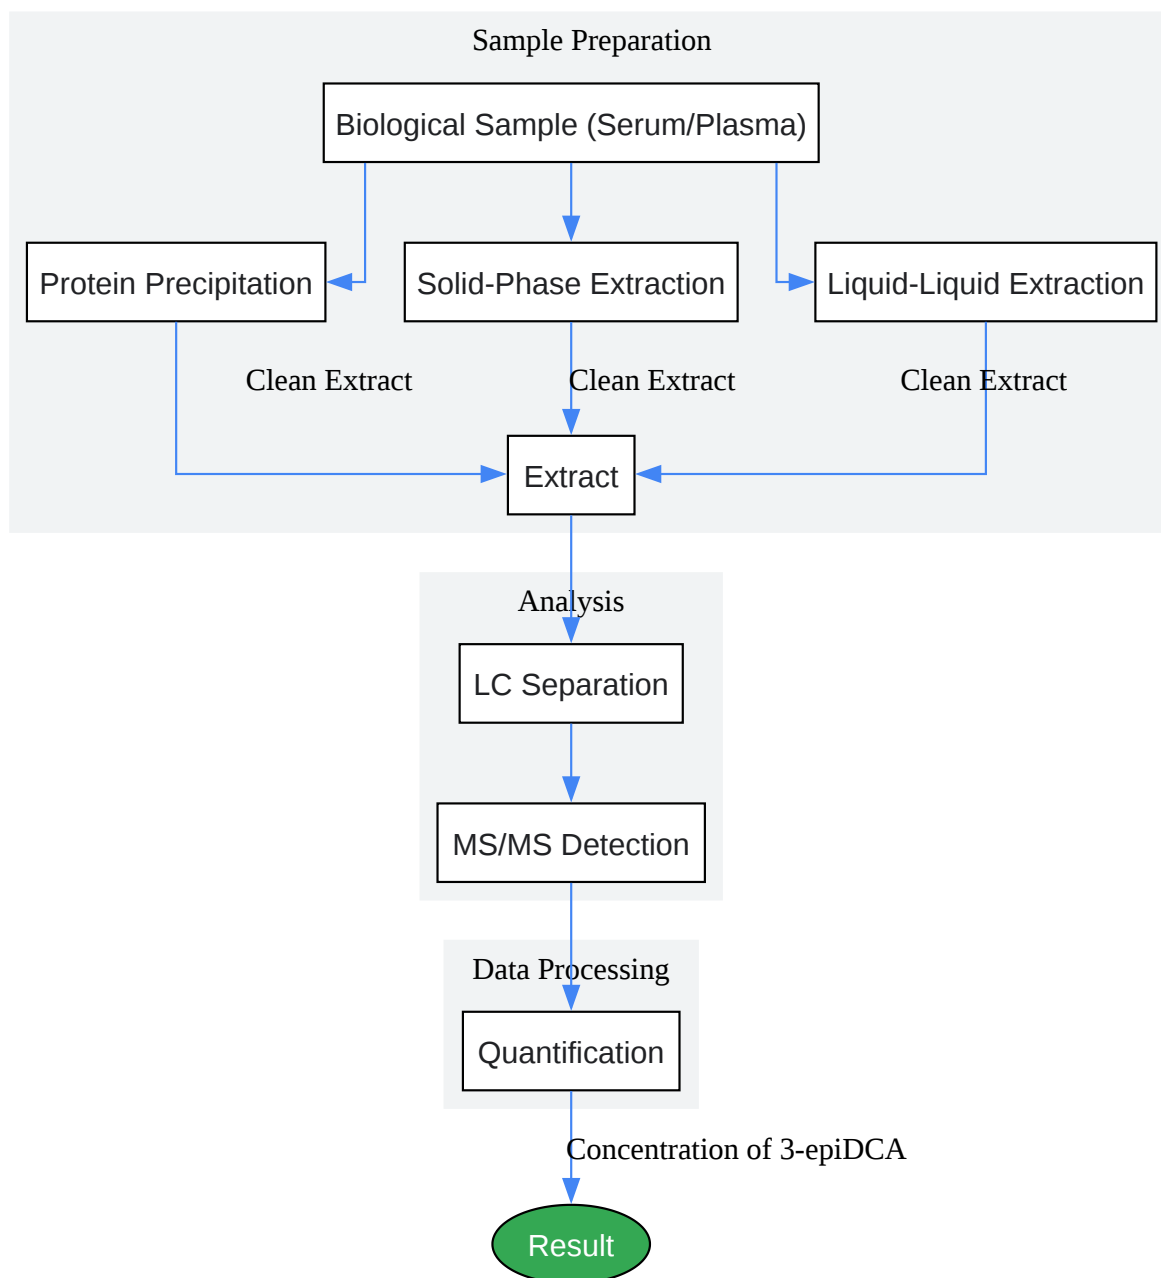 Sample Preparation
Biological Sample (Serum/Plasma)
Protein Precipitation
Solid-Phase Extraction
Liquid-Liquid Extraction
Clean Extract
Clean Extract
Clean Extract
Extract
Analysis
LC Separation
MS/MS Detection
Data Processing
Quantification
Concentration of 3-epiDCA
Result